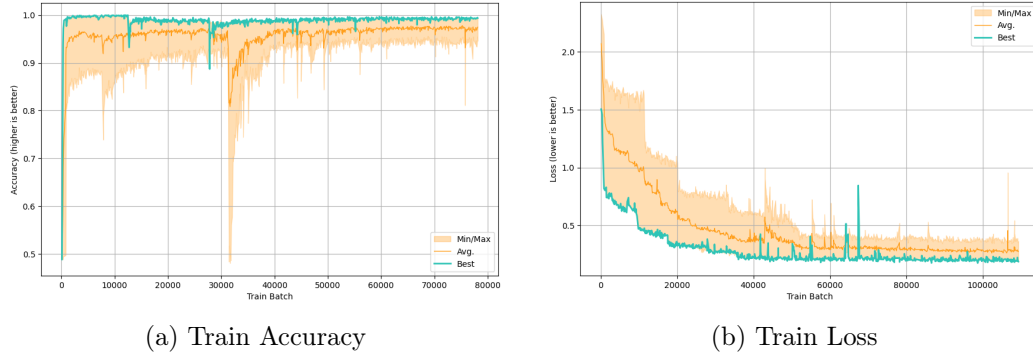 1.0
0.9
0.8
0.7
0.6
0.5
Accuracy (higher is better)
0
10000
20000
30000
40000
50000
60000
70000
80000
Train Batch
Min/Max
Avg.
Best
(a) Train Accuracy
2.0
1.5
1.0
0.5
Loss (lower is better)
0
20000
40000
60000
80000
100000
Train Batch
Min/Max
Avg.
Best
(b) Train Loss